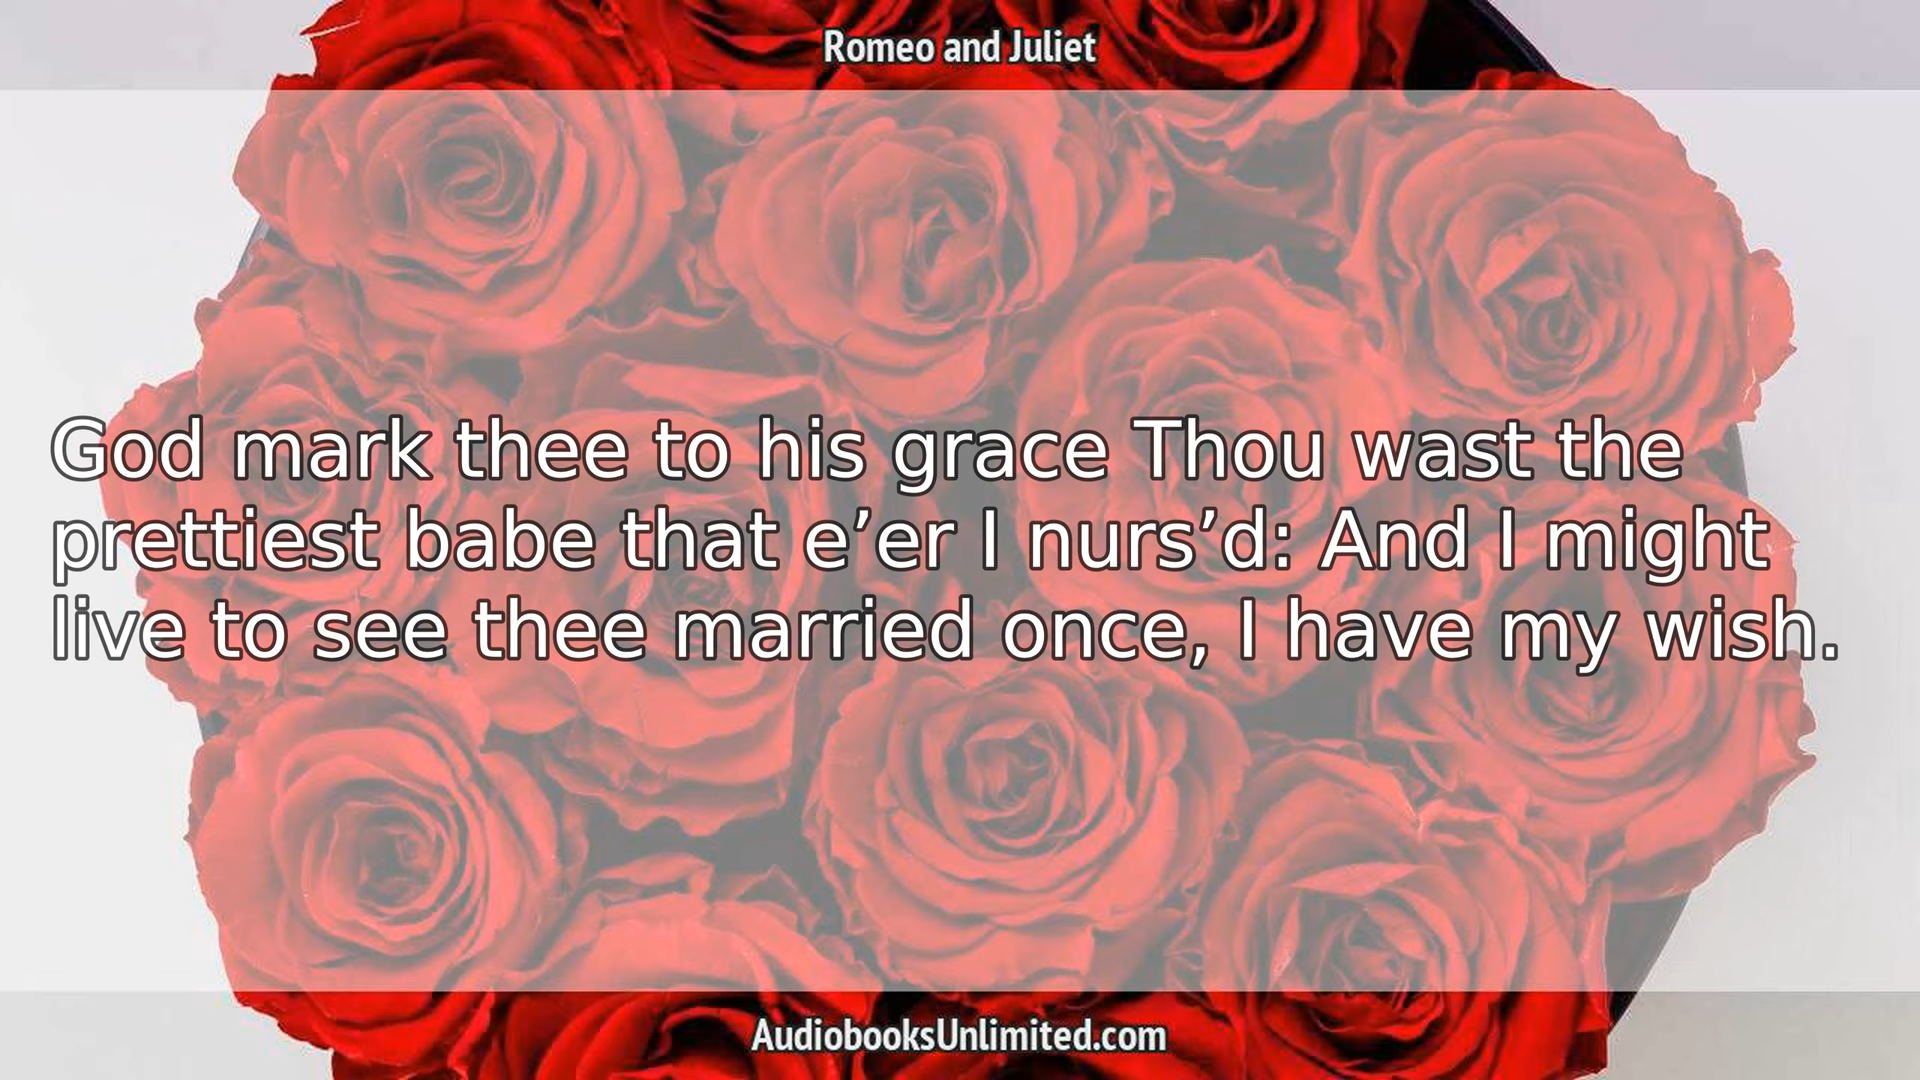 Romeo and Juliet
God mark thee to his grace Thou wast the
prettiest babe that e’er I nurs’d: And I might
live to see thee married once, I have my wish.
AudiobooksUnlimited.com